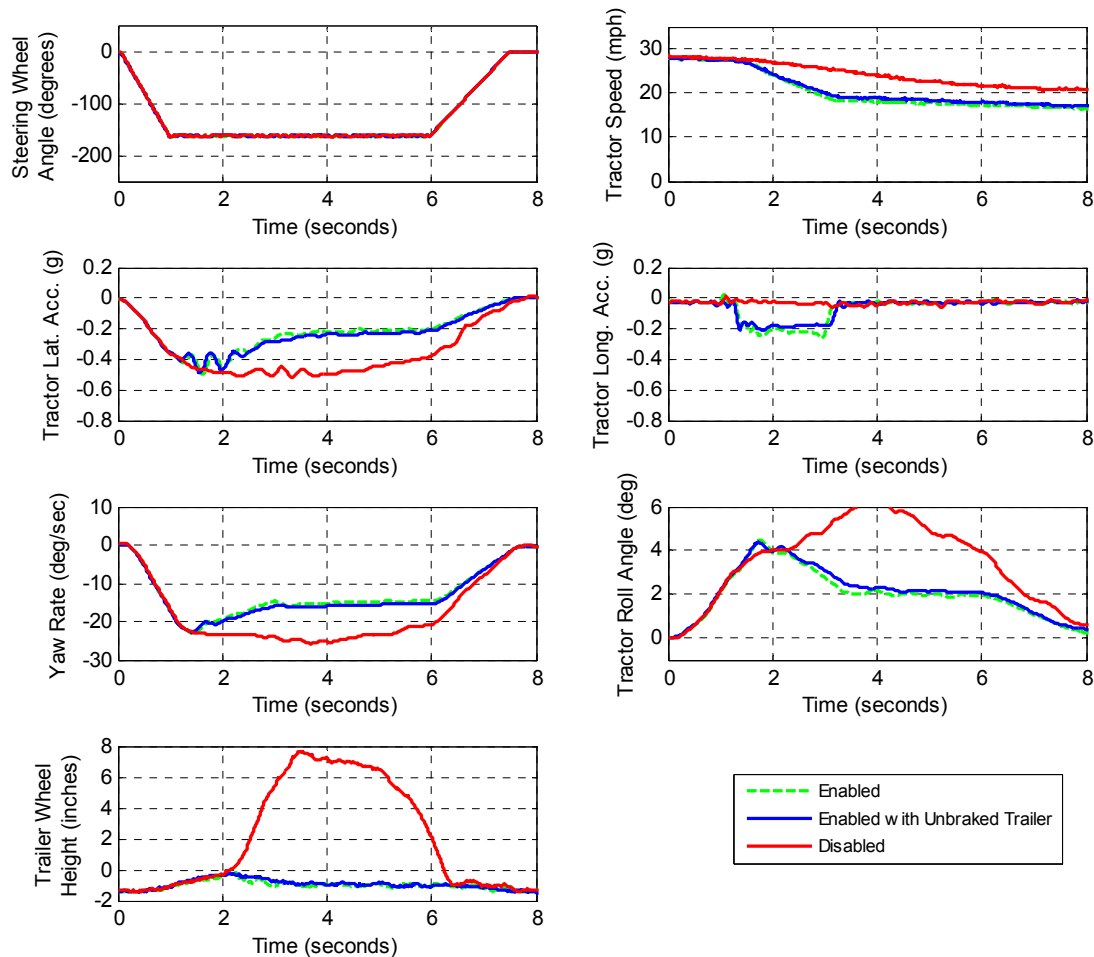 Steering Wheel
Angle (degrees)
0
-100
-200
0 2 4 6 8
Time (seconds)
Tractor Speed (mph)
30
20
10
0
0 2 4 6 8
Time (seconds)
Tractor Lat. Acc. (g)
0.2
0
-0.2
-0.4
-0.6
-0.8
0 2 4 6 8
Time (seconds)
Tractor Long. Acc. (g)
0.2
0
-0.2
-0.4
-0.6
-0.8
0 2 4 6 8
Time (seconds)
Yaw Rate (deg/sec)
10
0
-10
-20
-30
0 2 4 6 8
Time (seconds)
Tractor Roll Angle (deg)
6
4
2
0
0 2 4 6 8
Time (seconds)
Trailer Wheel
Height (inches)
8
6
4
2
0
-2
0 2 4 6 8
Time (seconds)
Enabled
Enabled with Unbraked Trailer
Disabled